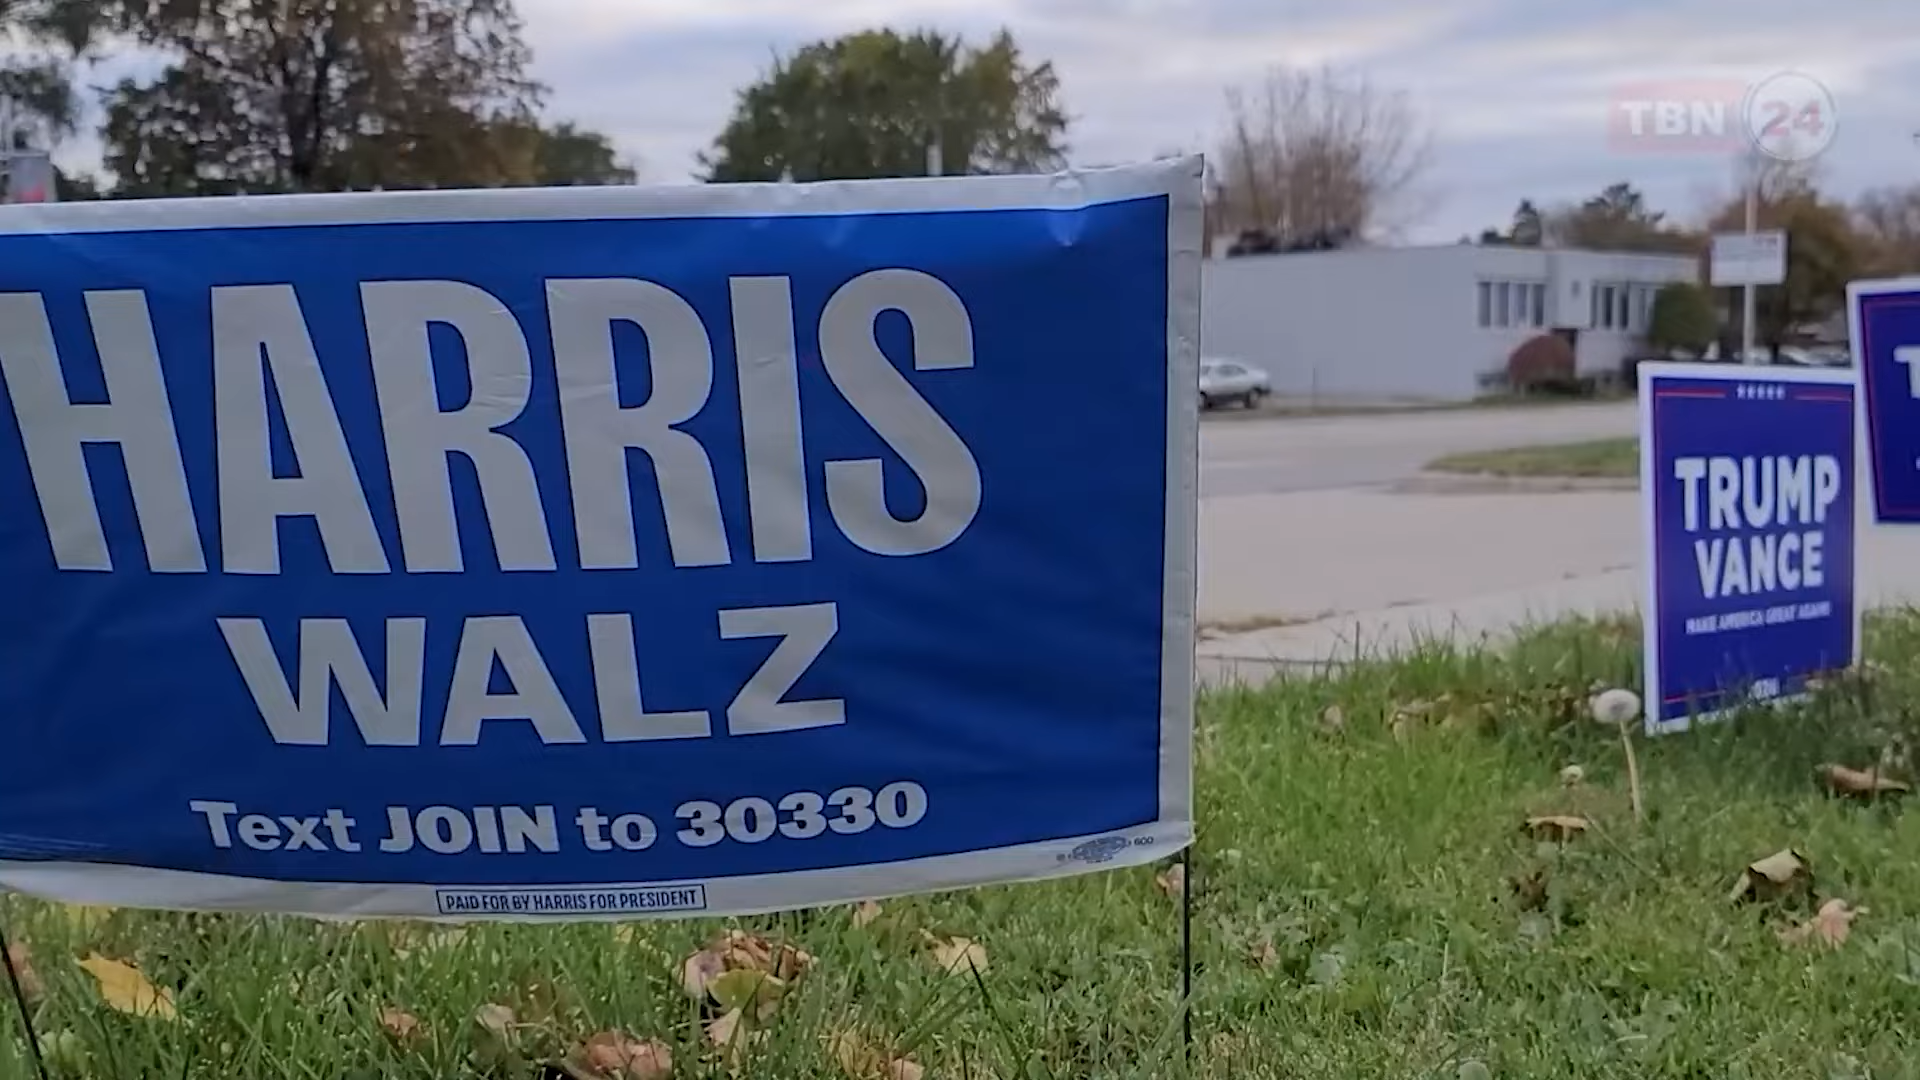 TBN 24
HARRIS
WALZ
Text JOIN to 30330
PAID FOR BY HARRIS FOR PRESIDENT
600
TRUMP
VANCE
MAKE AMERICA GREAT AGAIN!
T